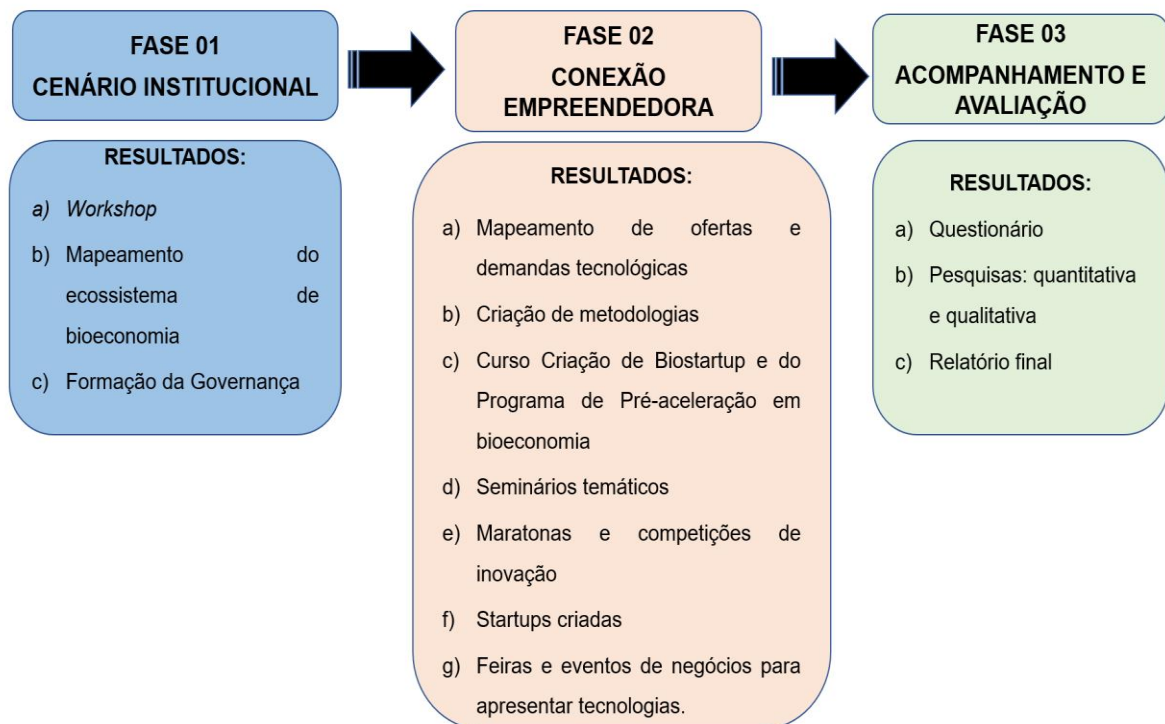 FASE 01
CENÁRIO INSTITUCIONAL
RESULTADOS:
a) Workshop
b) Mapeamento do
ecossistema de
bioeconomia
c) Formação da Governança
FASE 02
CONEXÃO
EMPREENDEDORA
RESULTADOS:
a) Mapeamento de ofertas e
demandas tecnológicas
b) Criação de metodologias
c) Curso Criação de Biostartup e do
Programa de Pré-aceleração em
bioeconomia
d) Seminários temáticos
e) Maratonas e competições de
inovação
f) Startups criadas
g) Feiras e eventos de negócios para
apresentar tecnologias.
FASE 03
ACOMPANHAMENTO E
AVALIAÇÃO
RESULTADOS:
a) Questionário
b) Pesquisas: quantitativa
e qualitativa
c) Relatório final